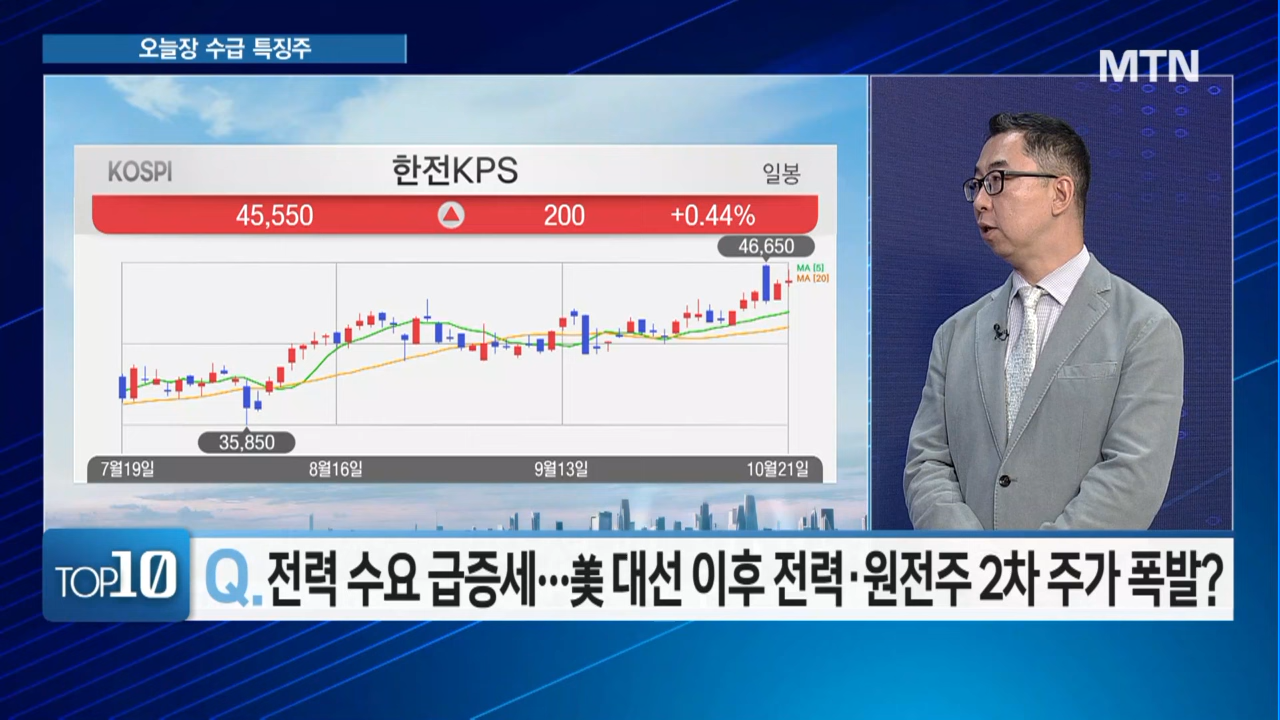 오늘장 수급 특징주
MTN
KOSPI 한전KPS 일봉
45,550 ▲ 200 +0.44%
46,650
MA [5]
MA [20]
35,850
7월19일 8월16일 9월13일 10월21일
TOP10 Q. 전력 수요 급증세…美 대선 이후 전력·원전주 2차 주가 폭발?